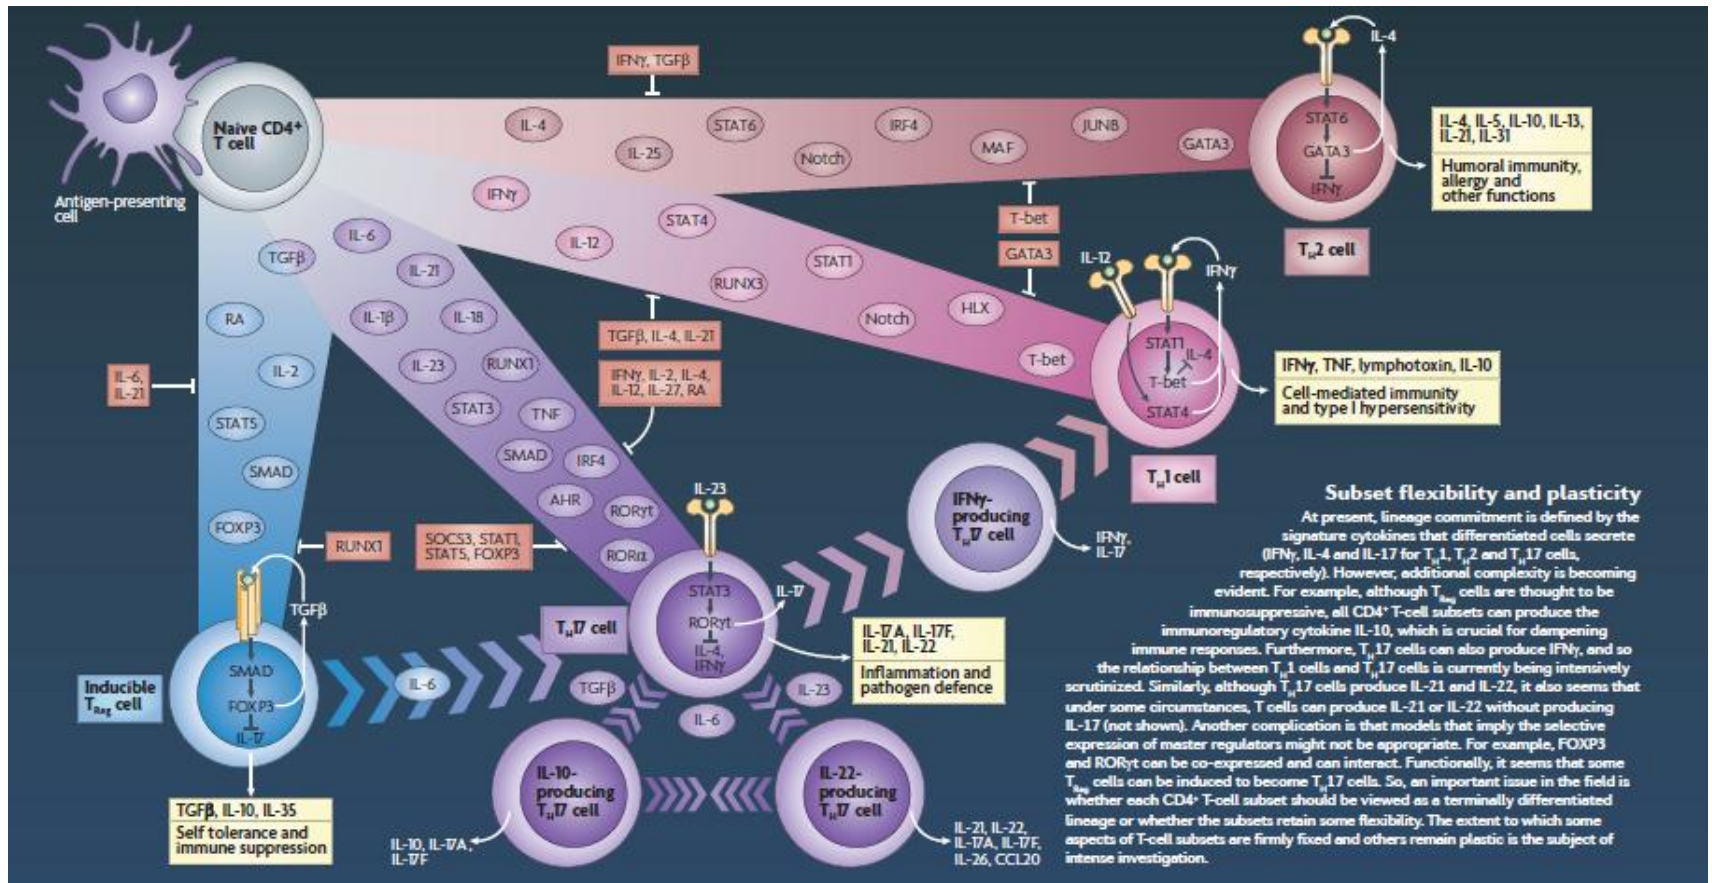 IFNγ, TGFβ
IL-4
Naive CD4⁺
T cell
IL-4
IL-25
STAT6
Notch
IRF4
MAF
JUNB
GATA3
STAT6
GATA3
IFNγ
IL-4, IL-5, IL-10, IL-13,
IL-21, IL-31
Humoral immunity,
allergy and
other functions
Antigen-presenting
cell
TH2 cell
IFNγ
IL-12
STAT4
RUNX3
STAT1
Notch
HLX
T-bet
T-bet
GATA3
IL-12
IFNγ
STAT1
IL-4
T-bet
STAT4
IFNγ, TNF, lymphotoxin, IL-10
Cell-mediated immunity
and type I hypersensitivity
TH1 cell
TGFβ
IL-6
IL-21
IL-1β
IL-18
IL-23
RUNX1
STAT3
TNF
SMAD
IRF4
AHR
RORγt
RORα
TGFβ, IL-4, IL-21
IFNγ, IL-2, IL-4,
IL-12, IL-27, RA
RA
IL-2
STAT5
SMAD
FOXP3
IL-6,
IL-21
RUNX1
SOCS3, STAT1,
STAT5, FOXP3
IL-23
STAT3
RORγt
IL-4,
IFNγ
IL-17
TH17 cell
IL-17A, IL-17F,
IL-21, IL-22
Inflammation and
pathogen defence
IFNγ-
producing
TH17 cell
IFNγ,
IL-17
TGFβ
SMAD
FOXP3
IL-17
Inducible
TReg cell
IL-6
TGFβ, IL-10, IL-35
Self tolerance and
immune suppression
TGFβ
IL-6
IL-23
IL-10-
producing
TH17 cell
IL-10, IL-17A,
IL-17F
IL-22-
producing
TH17 cell
IL-21, IL-22,
IL-17A, IL-17F,
IL-26, CCL20
Subset flexibility and plasticity
At present, lineage commitment is defined by the
signature cytokines that differentiated cells secrete
(IFNγ, IL-4 and IL-17 for TH1, TH2 and TH17 cells,
respectively). However, additional complexity is becoming
evident. For example, although TReg cells are thought to be
immunosuppressive, all CD4⁺ T-cell subsets can produce the
immunoregulatory cytokine IL-10, which is crucial for dampening
immune responses. Furthermore, TH17 cells can also produce IFNγ, and so
the relationship between TH1 cells and TH17 cells is currently being intensively
scrutinized. Similarly, although TH17 cells produce IL-21 and IL-22, it also seems that
under some circumstances, T cells can produce IL-21 or IL-22 without producing
IL-17 (not shown). Another complication is that models that imply the selective
expression of master regulators might not be appropriate. For example, FOXP3
and RORγt can be co-expressed and can interact. Functionally, it seems that some
TReg cells can be induced to become TH17 cells. So, an important issue in the field is
whether each CD4⁺ T-cell subset should be viewed as a terminally differentiated
lineage or whether the subsets retain some flexibility. The extent to which some
aspects of T-cell subsets are firmly fixed and others remain plastic is the subject of
intense investigation.